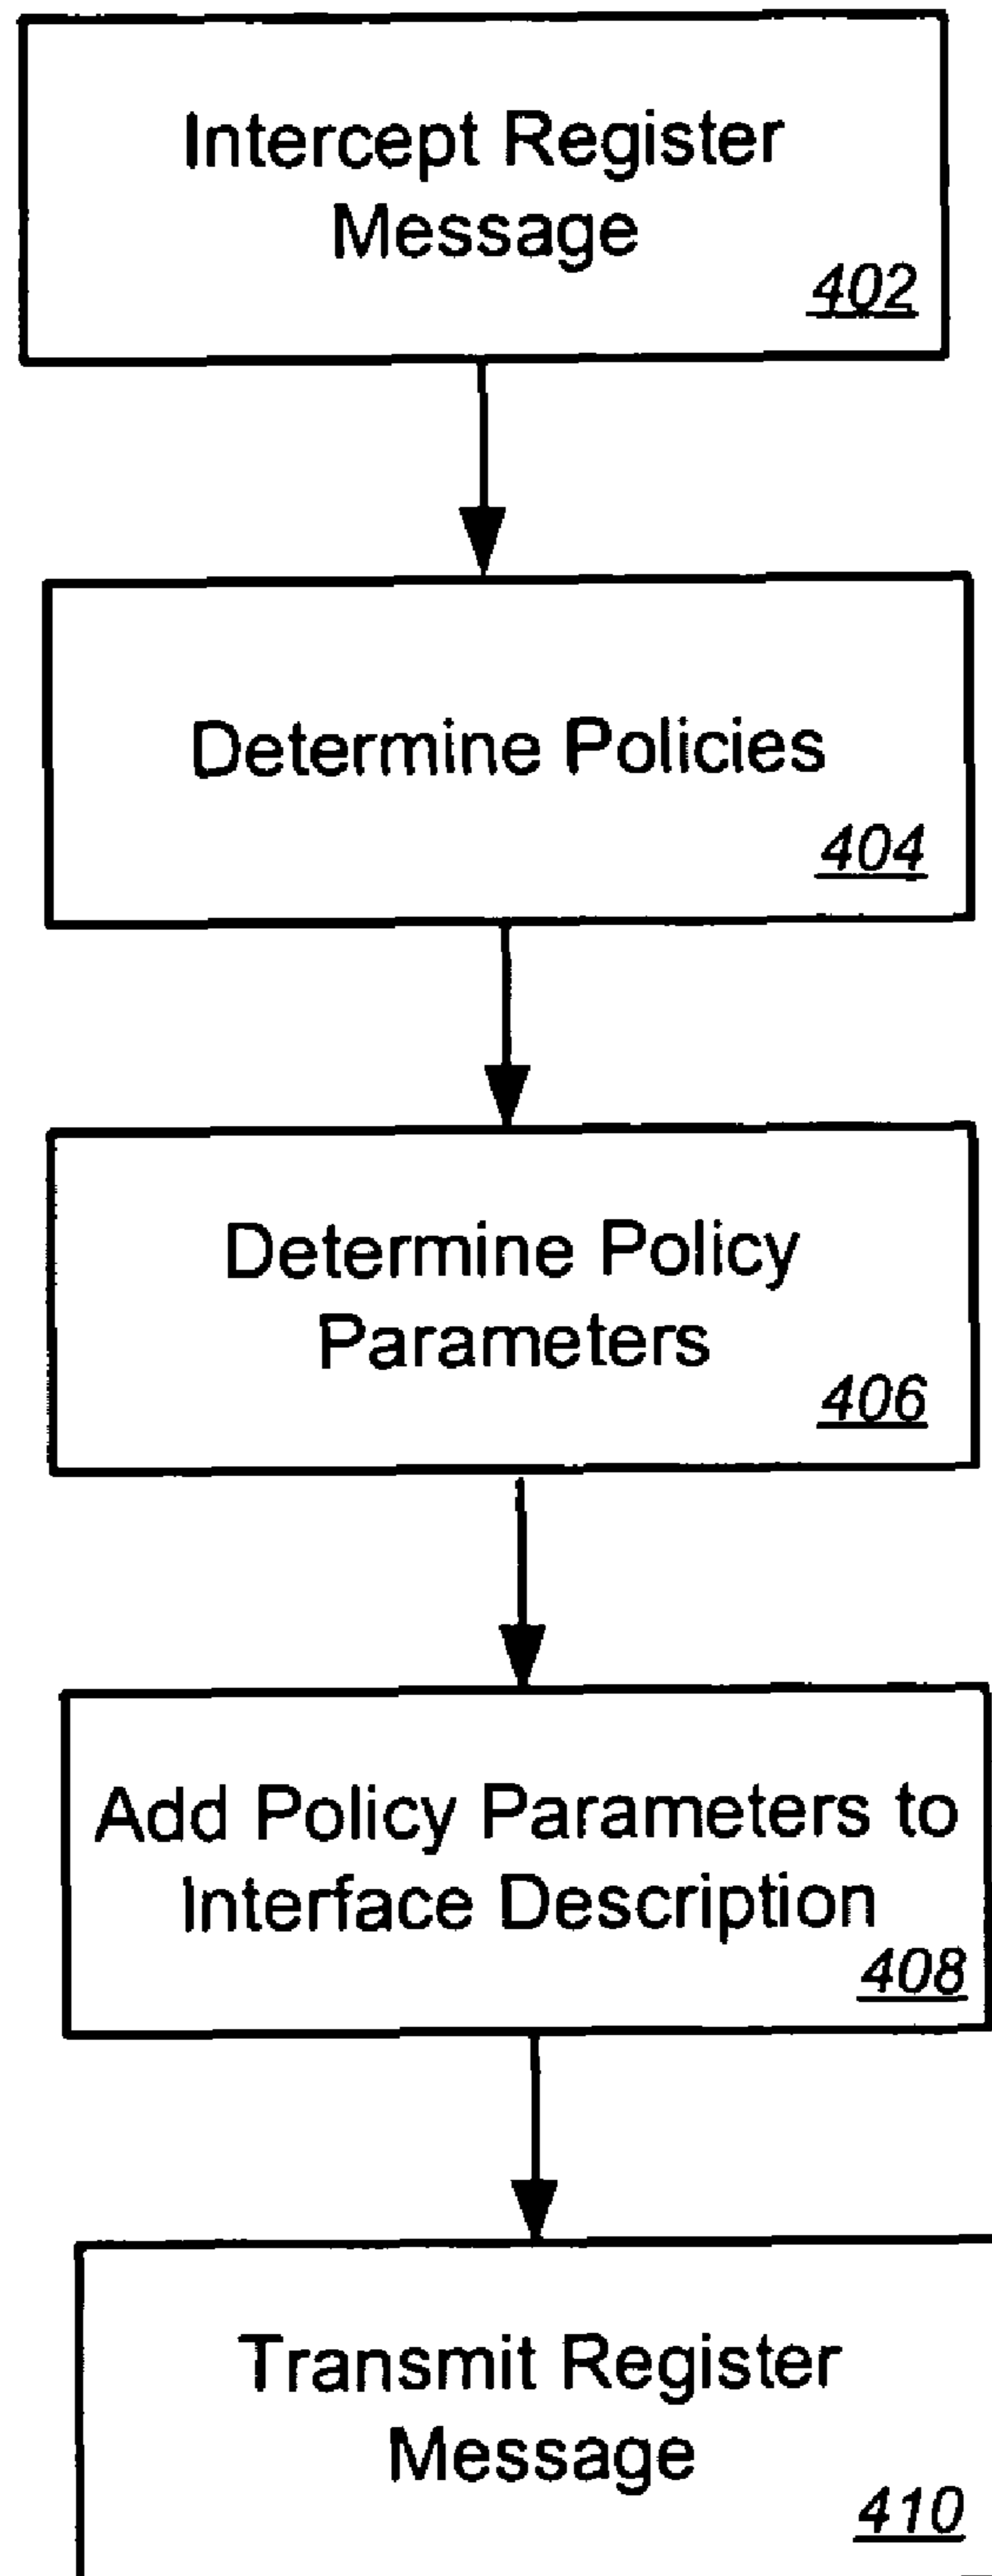 Intercept Register
Message
402
Determine Policies
404
Determine Policy
Parameters
406
Add Policy Parameters to
Interface Description
408
Transmit Register
Message
410